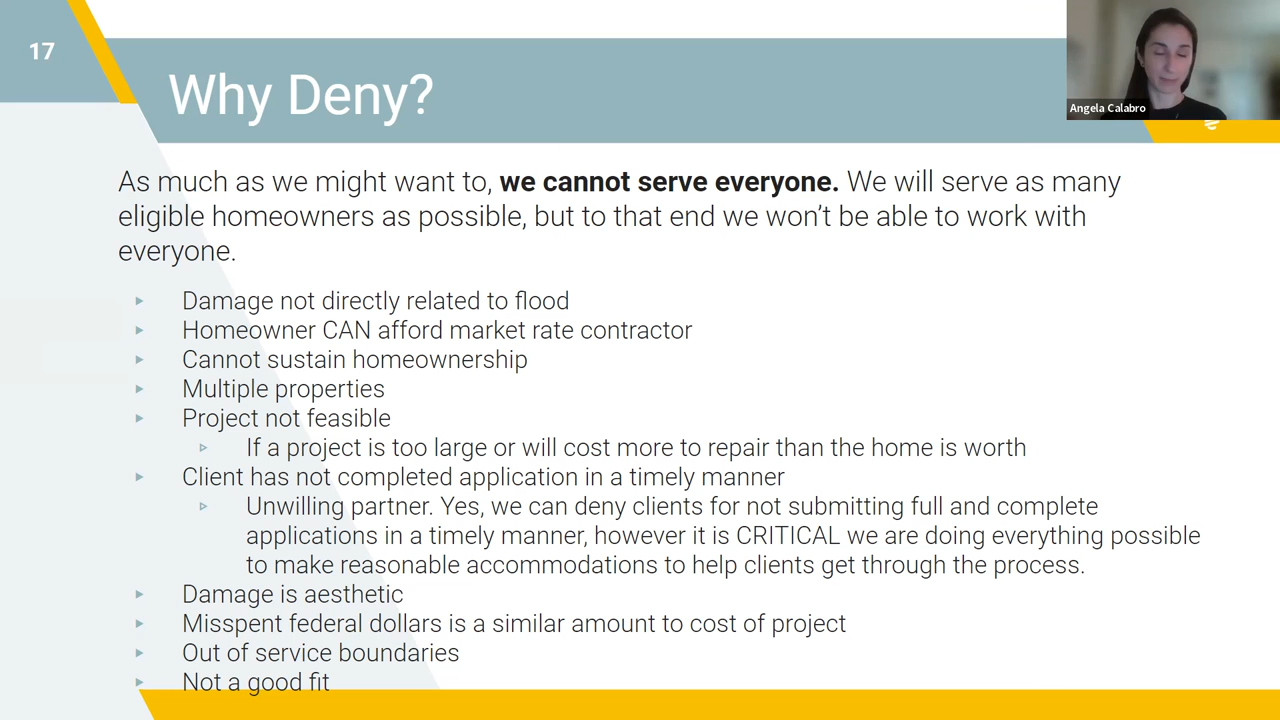 17
Why Deny?
Angela Calabro
As much as we might want to, we cannot serve everyone. We will serve as many
eligible homeowners as possible, but to that end we won’t be able to work with
everyone.
Damage not directly related to flood
Homeowner CAN afford market rate contractor
Cannot sustain homeownership
Multiple properties
Project not feasible
If a project is too large or will cost more to repair than the home is worth
Client has not completed application in a timely manner
Unwilling partner. Yes, we can deny clients for not submitting full and complete
applications in a timely manner, however it is CRITICAL we are doing everything possible
to make reasonable accommodations to help clients get through the process.
Damage is aesthetic
Misspent federal dollars is a similar amount to cost of project
Out of service boundaries
Not a good fit